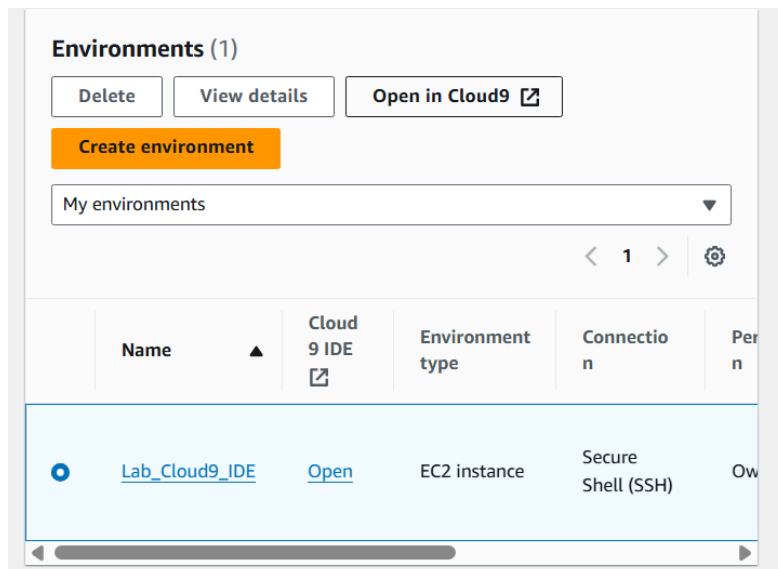 Environments (1)
Delete View details Open in Cloud9
Create environment
My environments
1
Name
Cloud
9 IDE
Environment
type
Connectio
n
Per
n
Lab_Cloud9_IDE
Open
EC2 instance
Secure
Shell (SSH)
Ow